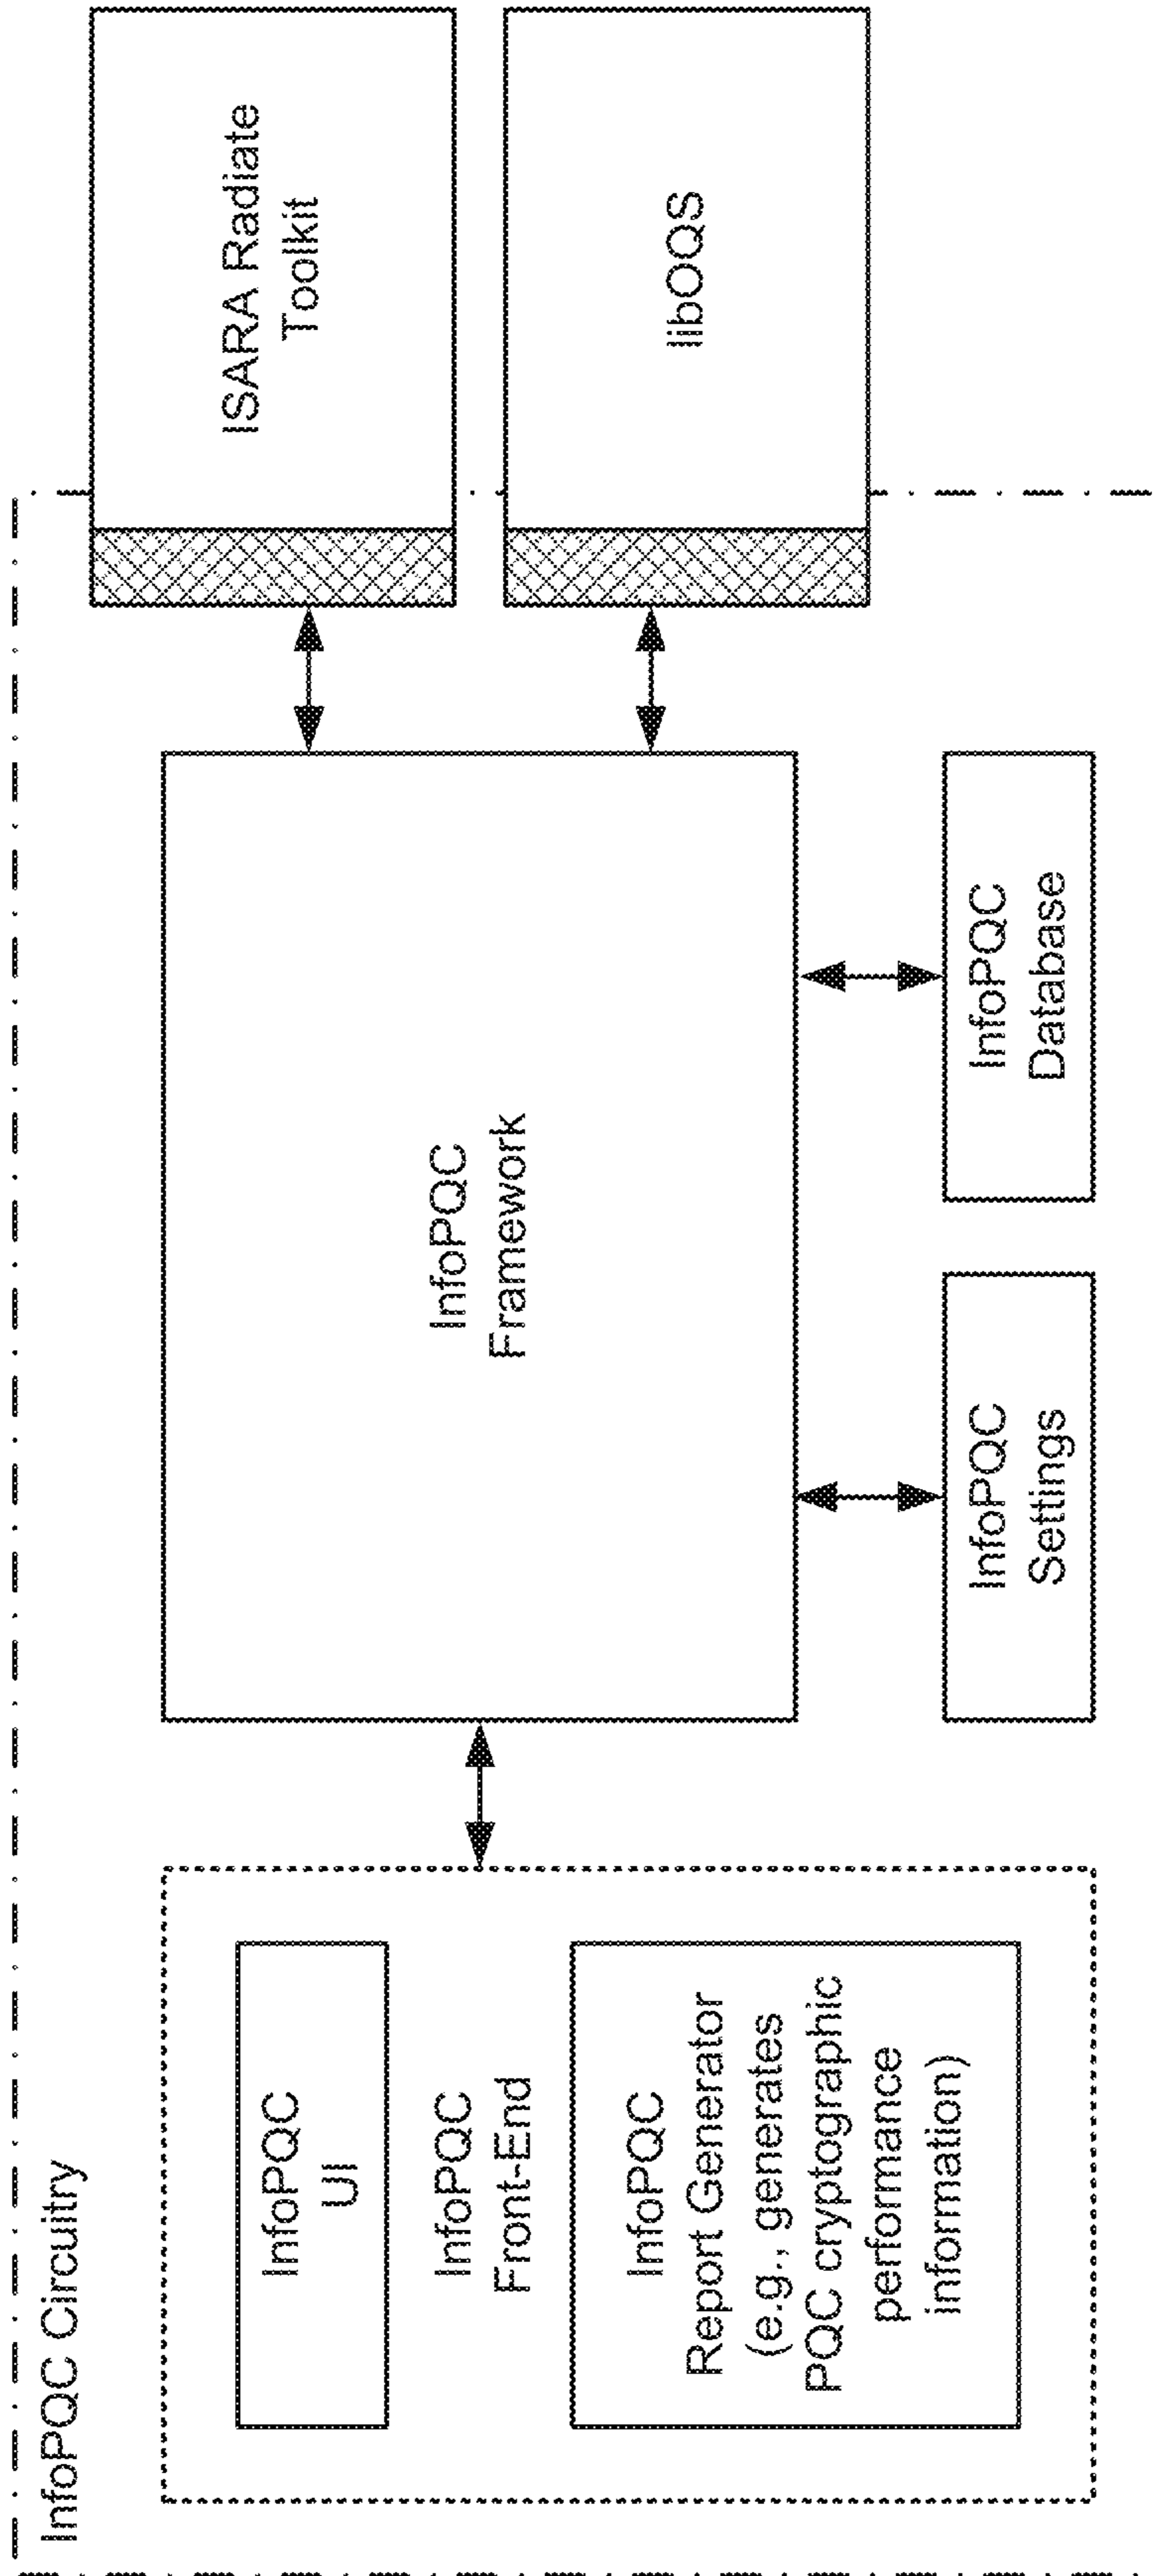 InfoPQC Circuitry
InfoPQC
UI
InfoPQC
Front-End
InfoPQC
Report Generator
(e.g., generates
PQC cryptographic
performance
information)
InfoPQC
Framework
InfoPQC
Settings
InfoPQC
Database
ISARA Radiate
Toolkit
libOQS